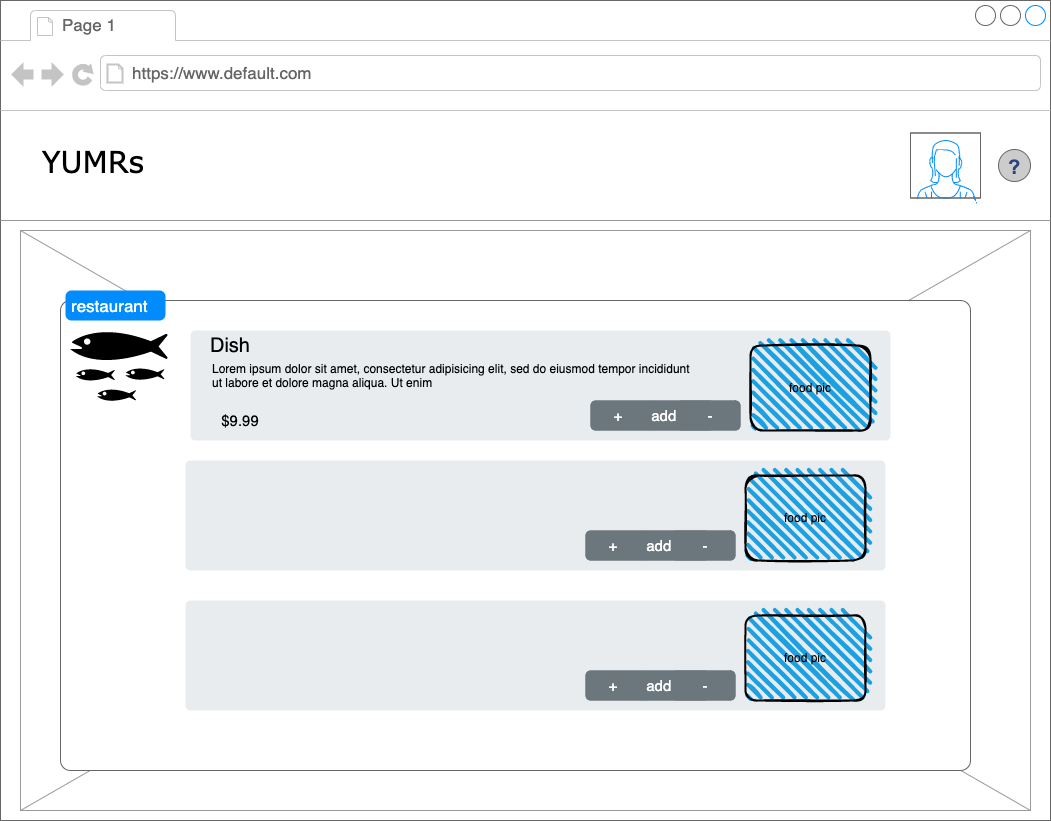 Page 1
https://www.default.com
YUMRs
?
restaurant
Dish
Lorem ipsum dolor sit amet, consectetur adipisicing elit, sed do eiusmod tempor incididunt
ut labore et dolore magna aliqua. Ut enim
$9.99
+ add -
food pic
+ add -
food pic
+ add -
food pic